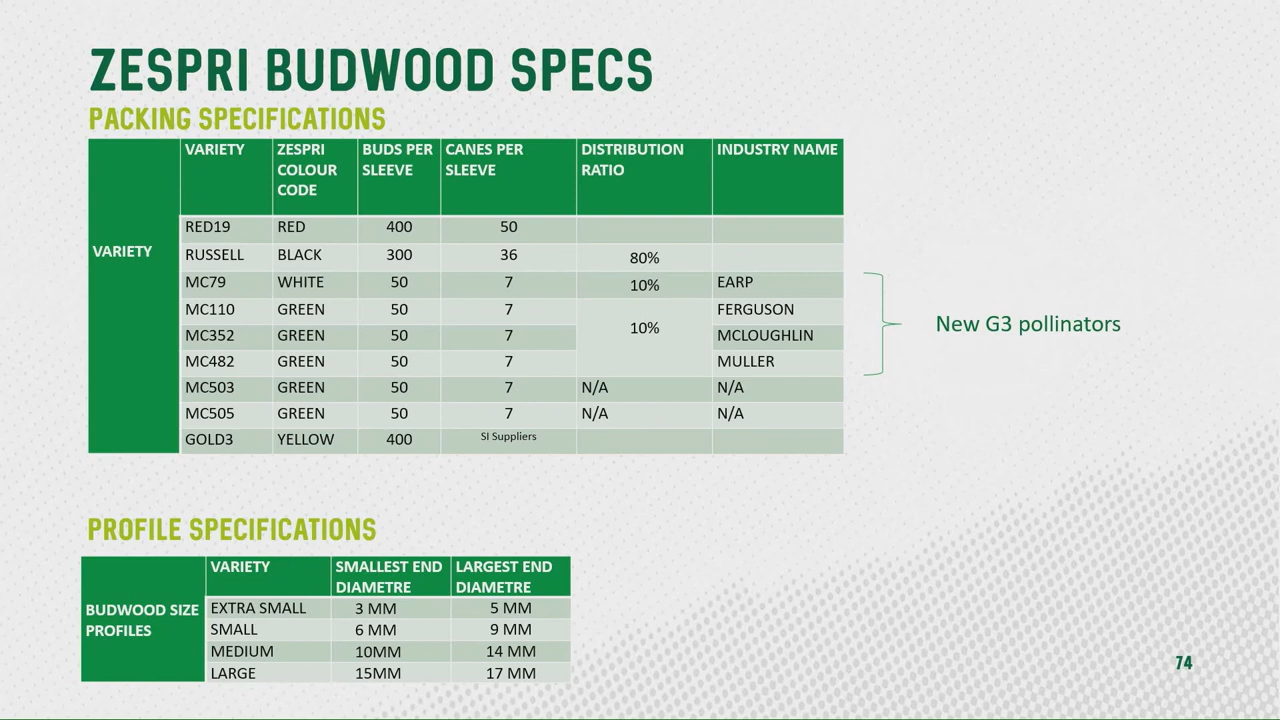 ZESPRI BUDWOOD SPECS
PACKING SPECIFICATIONS
VARIETY
VARIETY ZESPRI COLOUR CODE BUDS PER SLEEVE CANES PER SLEEVE DISTRIBUTION RATIO INDUSTRY NAME
RED19 RED 400 50
RUSSELL BLACK 300 36 80%
MC79 WHITE 50 7 10% EARP
MC110 GREEN 50 7 10% FERGUSON
MC352 GREEN 50 7 MCLOUGHLIN
MC482 GREEN 50 7 MULLER
MC503 GREEN 50 7 N/A N/A
MC505 GREEN 50 7 N/A N/A
GOLD3 YELLOW 400 SI Suppliers
New G3 pollinators
PROFILE SPECIFICATIONS
BUDWOOD SIZE PROFILES
VARIETY SMALLEST END DIAMETRE LARGEST END DIAMETRE
EXTRA SMALL 3 MM 5 MM
SMALL 6 MM 9 MM
MEDIUM 10MM 14 MM
LARGE 15MM 17 MM
74